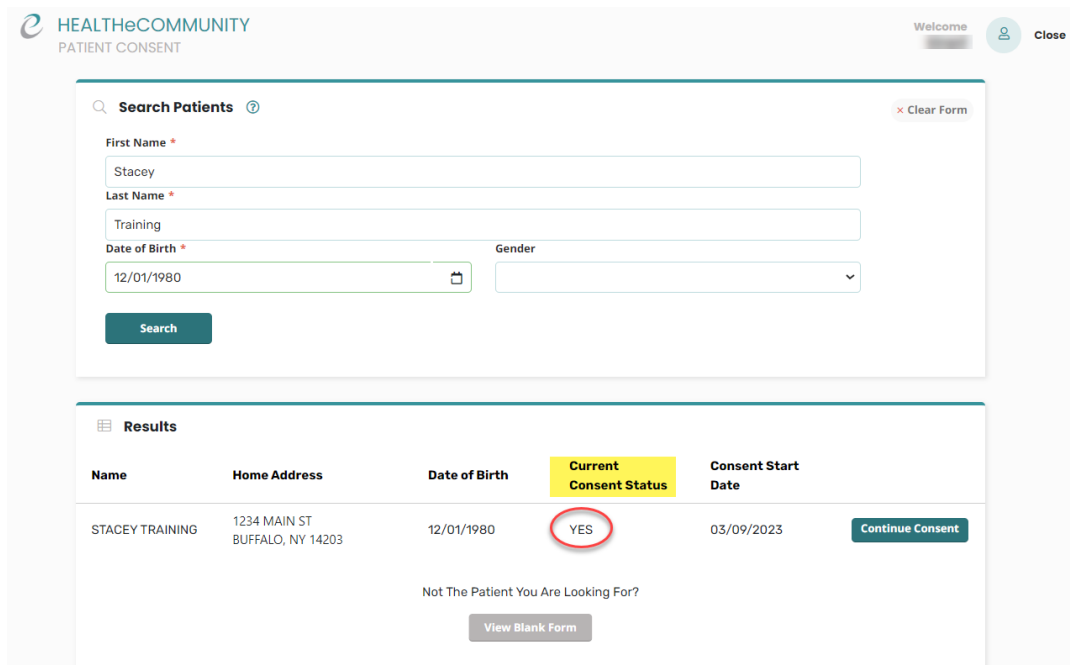 HEALTHeCOMMUNITY
PATIENT CONSENT
Welcome
Close
Search Patients ?
× Clear Form
First Name *
Stacey
Last Name *
Training
Date of Birth *
Gender
12/01/1980
Search
Results
Name
Home Address
Date of Birth
Current
Consent Status
Consent Start
Date
STACEY TRAINING
1234 MAIN ST
BUFFALO, NY 14203
12/01/1980
YES
03/09/2023
Continue Consent
Not The Patient You Are Looking For?
View Blank Form